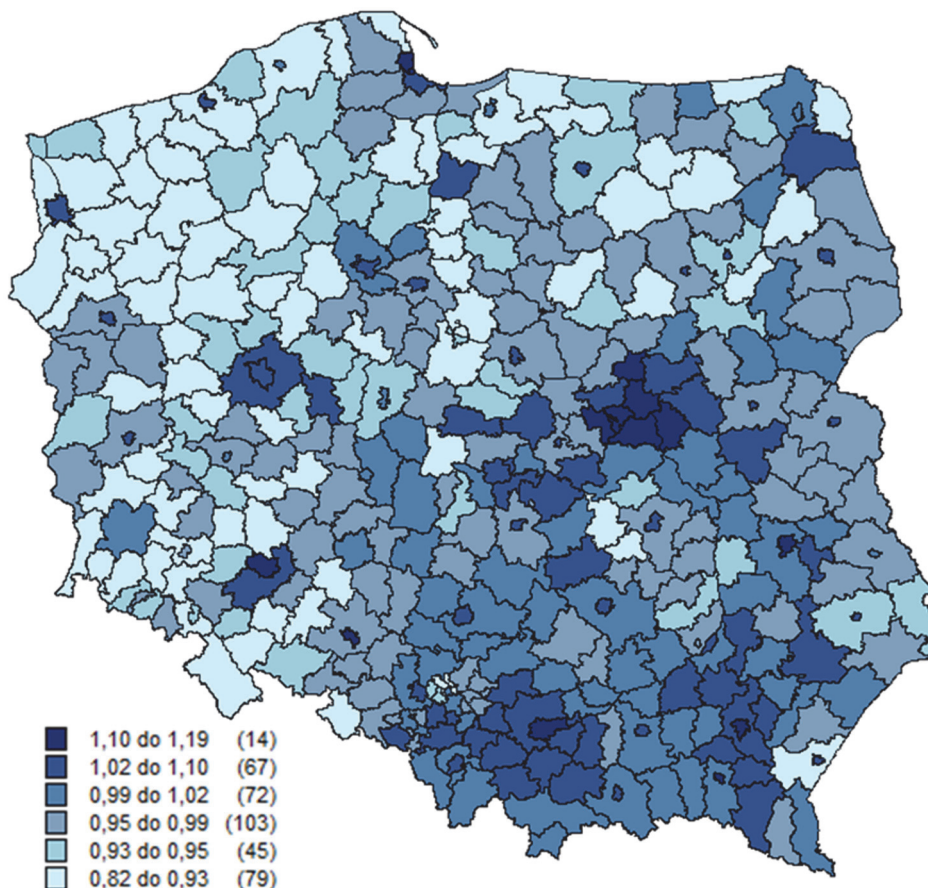 1,10 do 1,19 (14)
1,02 do 1,10 (67)
0,99 do 1,02 (72)
0,95 do 0,99 (103)
0,93 do 0,95 (45)
0,82 do 0,93 (79)